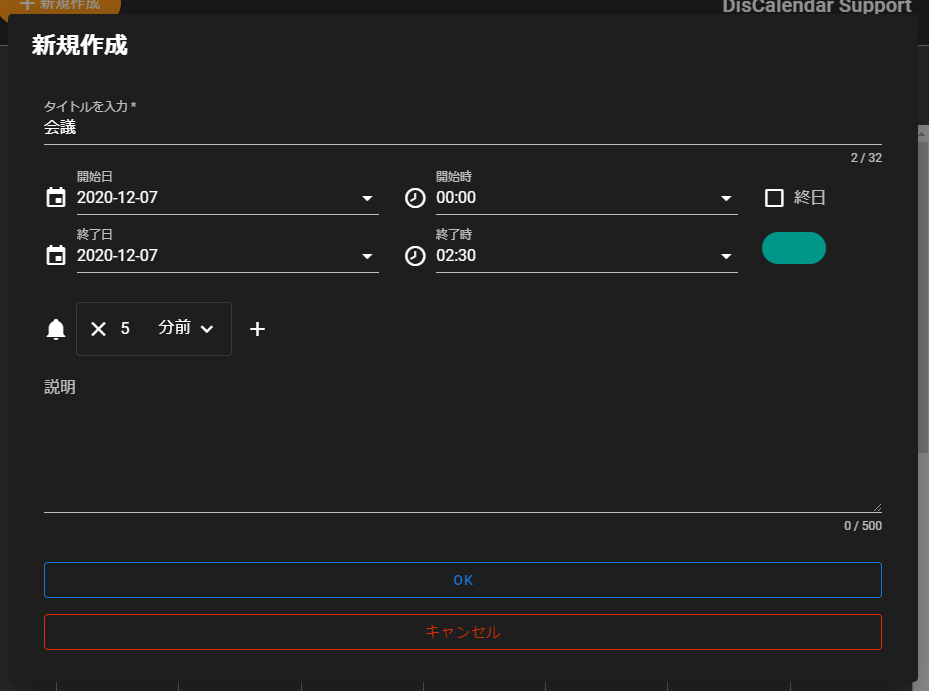 新規作成
DisCalendar Support
新規作成
タイトルを入力 *
会議
2 / 32
開始日
2020-12-07
開始時
00:00
終日
終了日
2020-12-07
終了時
02:30
5 分前
説明
0 / 500
OK
キャンセル